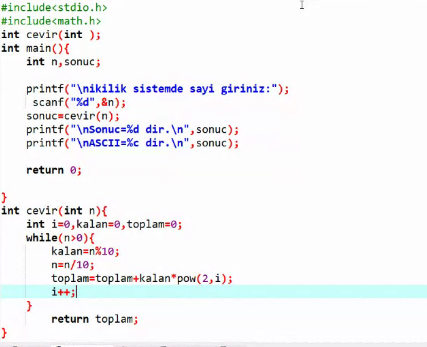 #include<stdio.h>
#include<math.h>
int cevir(int );
int main(){
int n,sonuc;
printf("\nikilik sistemde sayi giriniz:");
scanf("%d",&n);
sonuc=cevir(n);
printf("\nSonuc=%d dir.\n",sonuc);
printf("\nASCII=%c dir.\n",sonuc);
return 0;
}
int cevir(int n){
int i=0,kalan=0,toplam=0;
while(n>0){
kalan=n%10;
n=n/10;
toplam=toplam+kalan*pow(2,i);
i++;
}
return toplam;
}